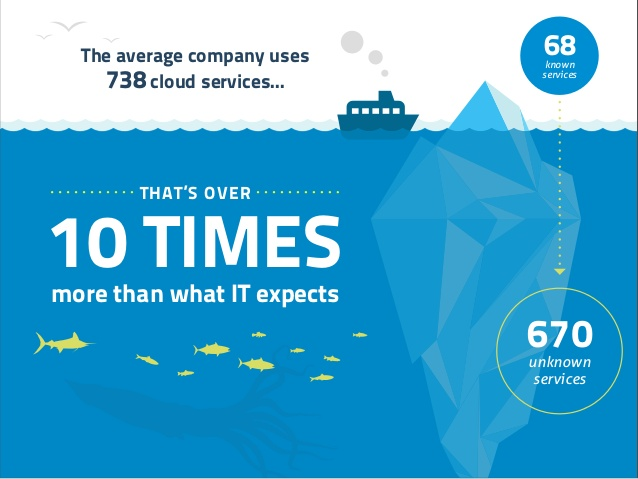 The average company uses
738 cloud services...
68
known
services
THAT'S OVER
10 TIMES
more than what IT expects
670
unknown
services